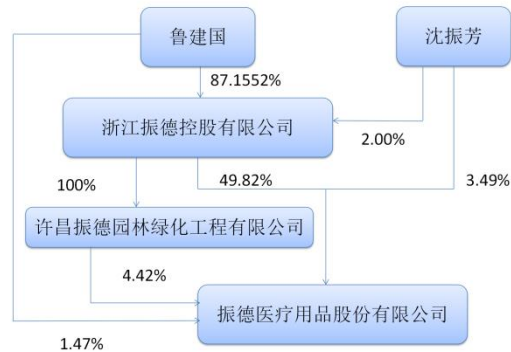 鲁建国
沈振芳
87.1552%
浙江振德控股有限公司
2.00%
100%
49.82%
3.49%
许昌振德园林绿化工程有限公司
4.42%
振德医疗用品股份有限公司
1.47%